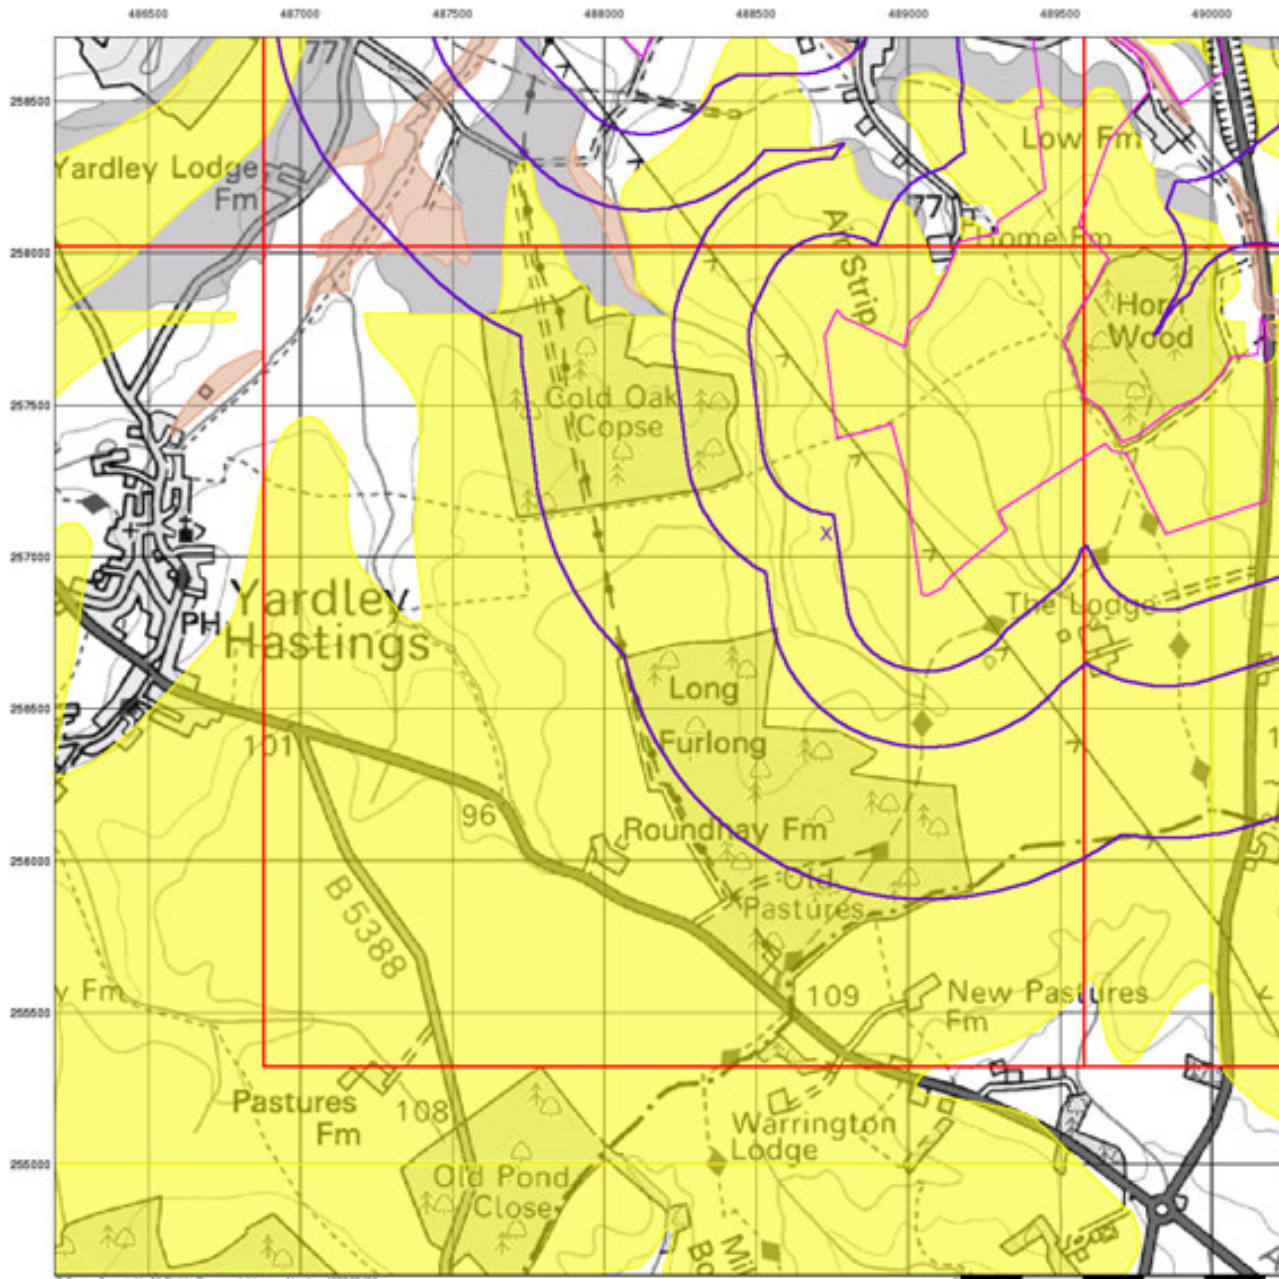 486500 487000 487500 488000 488500 489000 489500 490000
258500
258000
257500
257000
256500
256000
255500
255000
77
Low Fm
Yardley Lodge
Fm
77
Home Fm
Air Strip
Horn
Wood
Cold Oak
Copse
X
Yardley
Hastings
PH
The Lodge
Long
Furlong
101
96
Roundhay Fm
B 5388
Old
Pastures
y Fm
109
New Pastures
Fm
Pastures
Fm
108
Warrington
Lodge
Old Pond
Close